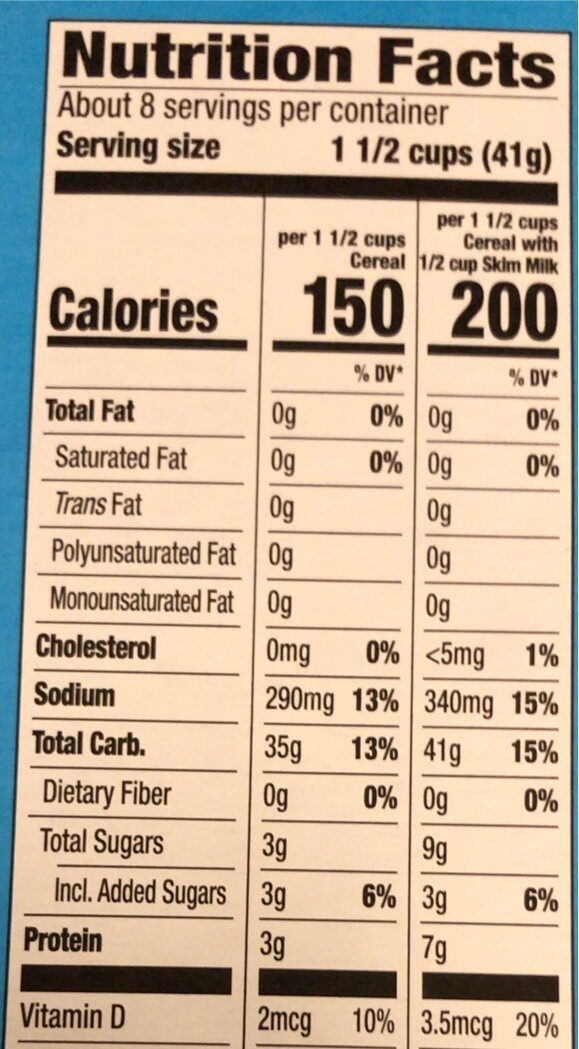 Nutrition Facts
About 8 servings per container
Serving size 1 1/2 cups (41g)
per 1 1/2 cups
Cereal
per 1 1/2 cups
Cereal with
1/2 cup Skim Milk
Calories 150 200
% DV* % DV*
Total Fat 0g 0% 0g 0%
Saturated Fat 0g 0% 0g 0%
Trans Fat 0g 0g
Polyunsaturated Fat 0g 0g
Monounsaturated Fat 0g 0g
Cholesterol 0mg 0% <5mg 1%
Sodium 290mg 13% 340mg 15%
Total Carb. 35g 13% 41g 15%
Dietary Fiber 0g 0% 0g 0%
Total Sugars 3g 9g
Incl. Added Sugars 3g 6% 3g 6%
Protein 3g 7g
Vitamin D 2mcg 10% 3.5mcg 20%